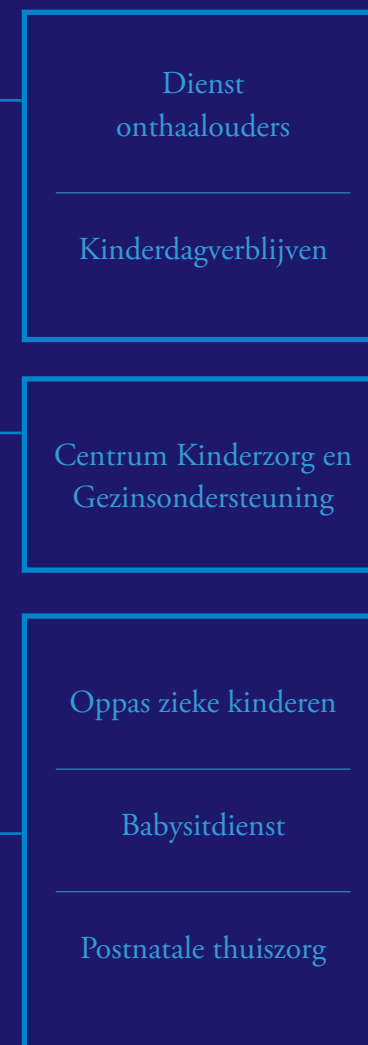 Dienst
onthaalouders
Kinderdagverblijven
Centrum Kinderzorg en
Gezinsondersteuning
Oppas zieke kinderen
Babysitdienst
Postnatale thuiszorg